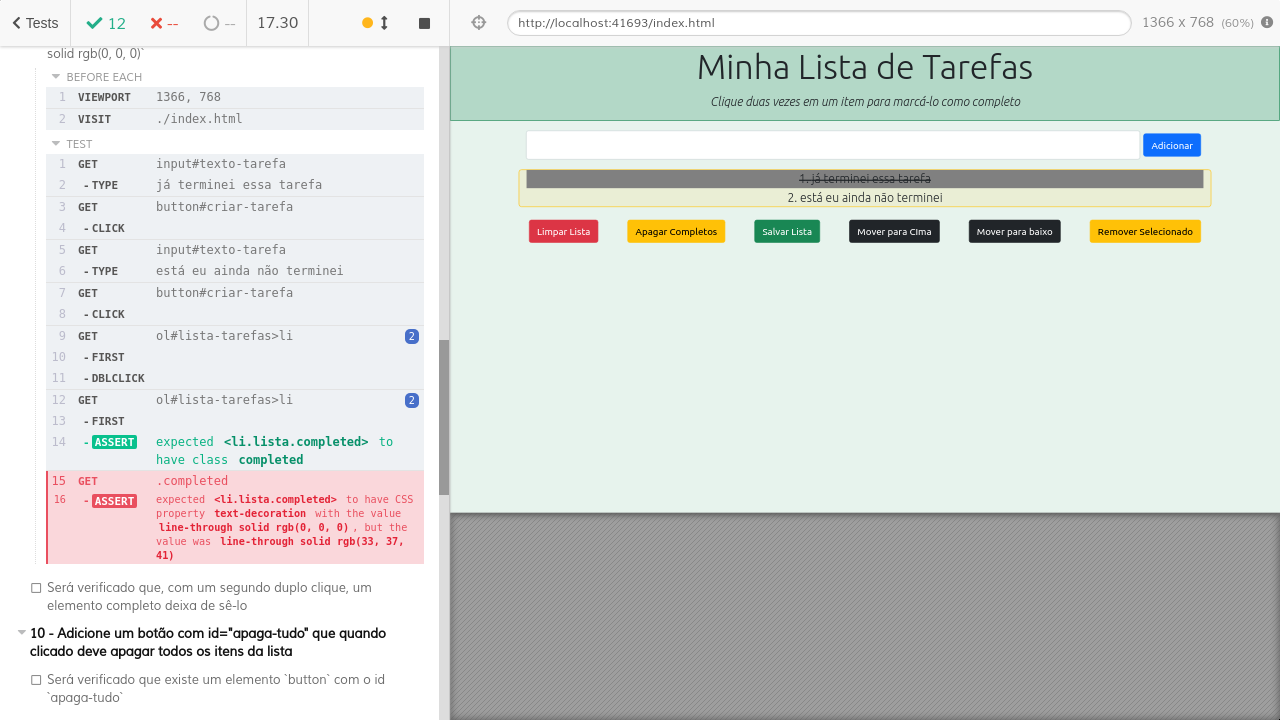 Tests
12
--
--
17.30
http://localhost:41693/index.html
1366 x 768 (60%)
solid rgb(0, 0, 0)`
BEFORE EACH
1 VIEWPORT 1366, 768
2 VISIT ./index.html
TEST
1 GET input#texto-tarefa
2 - TYPE já terminei essa tarefa
3 GET button#criar-tarefa
4 - CLICK
5 GET input#texto-tarefa
6 - TYPE está eu ainda não terminei
7 GET button#criar-tarefa
8 - CLICK
9 GET ol#lista-tarefas>li 2
10 - FIRST
11 - DBLCLICK
12 GET ol#lista-tarefas>li 2
13 - FIRST
14 - ASSERT expected <li.lista.completed> to
have class completed
15 GET .completed
16 - ASSERT expected <li.lista.completed> to have CSS
property text-decoration with the value
line-through solid rgb(0, 0, 0), but the
value was line-through solid rgb(33, 37,
41)
Será verificado que, com um segundo duplo clique, um
elemento completo deixa de sê-lo
10 - Adicione um botão com id="apaga-tudo" que quando
clicado deve apagar todos os itens da lista
Será verificado que existe um elemento `button` com o id
`apaga-tudo`
Minha Lista de Tarefas
Clique duas vezes em um item para marcá-lo como completo
Adicionar
1. já terminei essa tarefa
2. está eu ainda não terminei
Limpar Lista
Apagar Completos
Salvar Lista
Mover para CIma
Mover para baixo
Remover Selecionado